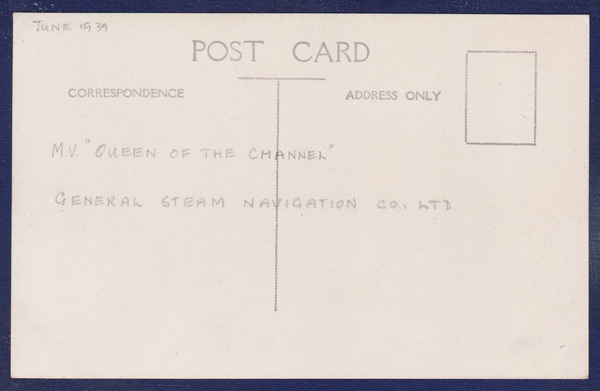 JUNE 1939
POST CARD
CORRESPONDENCE
ADDRESS ONLY
M.V. "QUEEN OF THE CHANNEL"
GENERAL STEAM NAVIGATION CO., LTD.